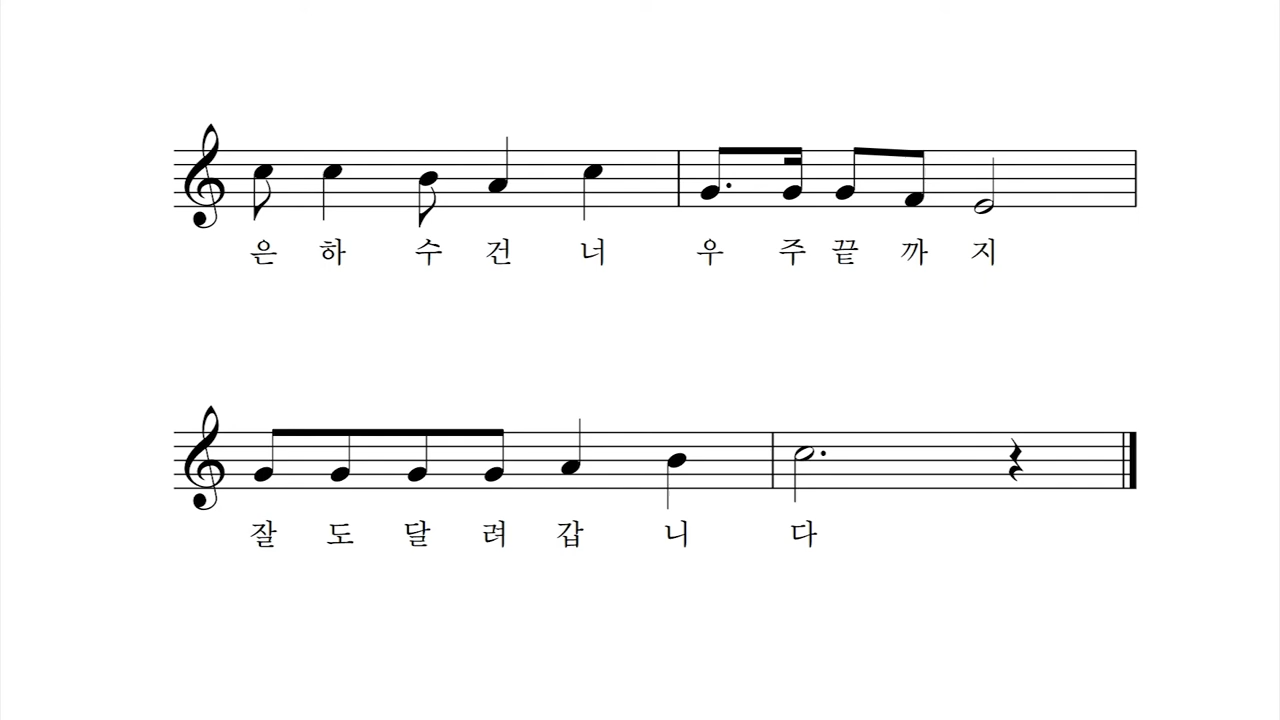 은 하 수 건 너 우 주 끝 까 지
잘 도 달 려 갑 니 다